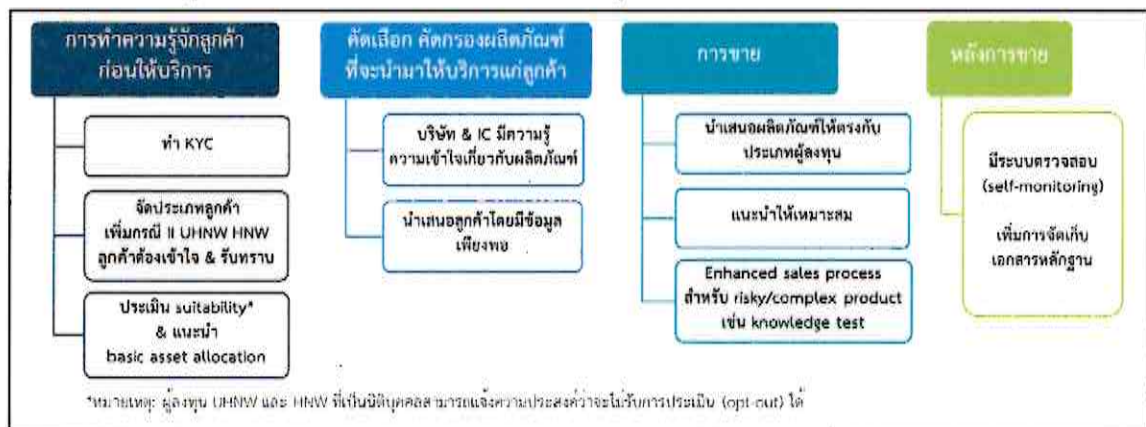 การทำความรู้จักลูกค้า
ก่อนให้บริการ
ทำ KYC
จัดประเภทลูกค้า
เพิ่มกรณี II UHNW HNW
ลูกค้าต้องเข้าใจ & รับทราบ
ประเมิน suitability*
& แนะนำ
basic asset allocation
คัดเลือก คัดกรองผลิตภัณฑ์
ที่จะนำมาให้บริการแก่ลูกค้า
บริษัท & IC มีความรู้
ความเข้าใจเกี่ยวกับผลิตภัณฑ์
นำเสนอลูกค้าโดยมีข้อมูล
เพียงพอ
การขาย
นำเสนอผลิตภัณฑ์ให้ตรงกับ
ประเภทผู้ลงทุน
แนะนำให้เหมาะสม
Enhanced sales process
สำหรับ risky/complex product
เช่น knowledge test
หลังการขาย
มีระบบตรวจสอบ
(self-monitoring)
เพิ่มการจัดเก็บ
เอกสารหลักฐาน
*หมายเหตุ: ผู้ลงทุน UHNW และ HNW ที่เป็นนิติบุคคลสามารถแจ้งความประสงค์ว่าจะไม่รับการประเมิน (opt-out) ได้